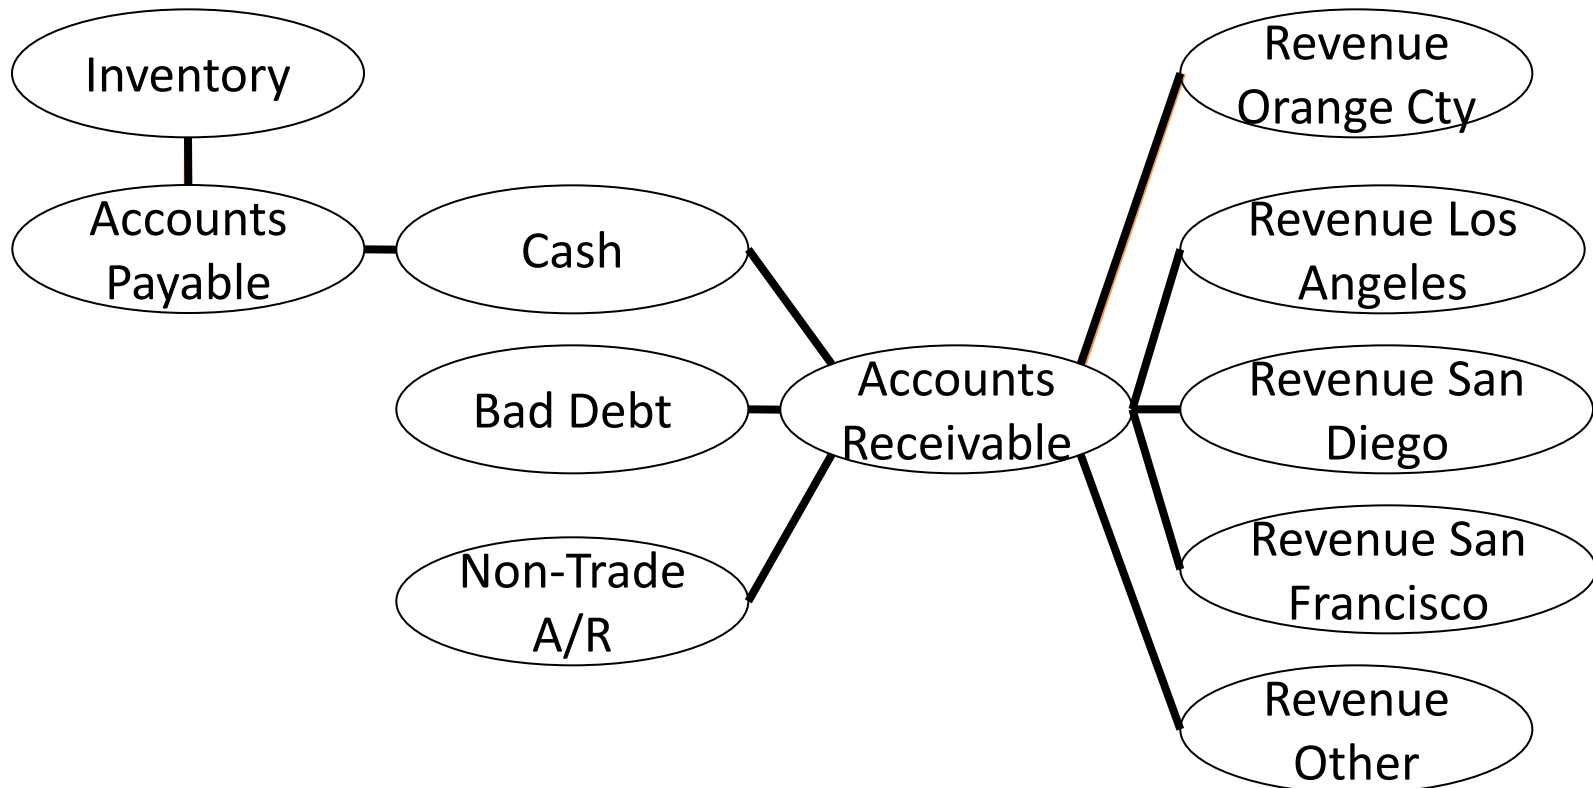 Inventory
Accounts
Payable
Cash
Bad Debt
Non-Trade
A/R
Accounts
Receivable
Revenue
Orange Cty
Revenue Los
Angeles
Revenue San
Diego
Revenue San
Francisco
Revenue
Other